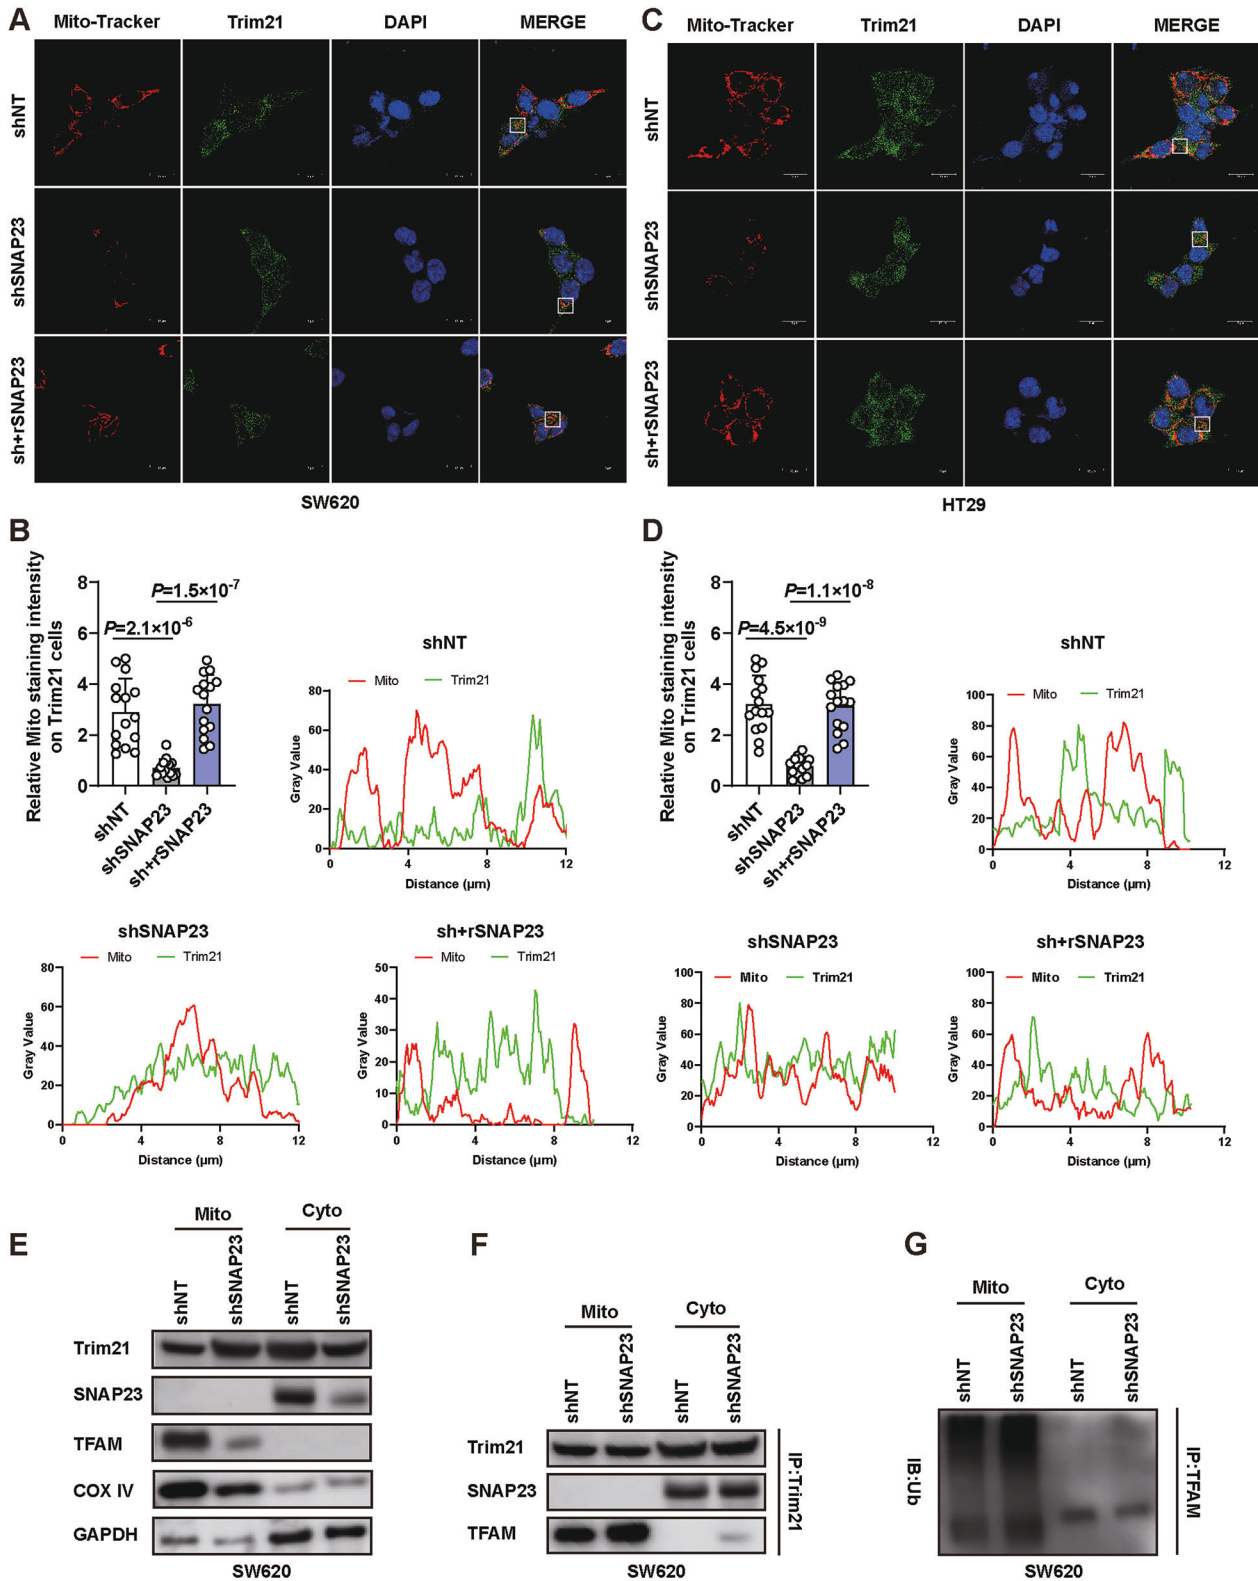 A
Mito-Tracker Trim21 DAPI MERGE
shNT
shSNAP23
sh+rSNAP23
SW620
C
Mito-Tracker Trim21 DAPI MERGE
shNT
shSNAP23
sh+rSNAP23
HT29
B
Relative Mito staining intensity
on Trim21 cells
8
6
4
2
0
P=1.5×10-7
P=2.1×10-6
shNT
shSNAP23
sh+rSNAP23
shNT
Mito Trim21
Gray Value
80
60
40
20
0
0 4 8 12
Distance (μm)
shSNAP23
Mito Trim21
Gray Value
80
60
40
20
0
0 4 8 12
Distance (μm)
sh+rSNAP23
Mito Trim21
Gray Value
50
40
30
20
10
0
0 4 8 12
Distance (μm)
D
Relative Mito staining intensity
on Trim21 cells
8
6
4
2
0
P=1.1×10-8
P=4.5×10-9
shNT
shSNAP23
sh+rSNAP23
shNT
Mito Trim21
Gray Value
100
80
60
40
20
0
0 4 8 12
Distance (μm)
shSNAP23
Mito Trim21
Gray Value
100
80
60
40
20
0
0 4 8 12
Distance (μm)
sh+rSNAP23
Mito Trim21
Gray Value
100
80
60
40
20
0
0 4 8 12
Distance (μm)
E
Mito Cyto
shNT shSNAP23 shNT shSNAP23
Trim21
SNAP23
TFAM
COX IV
GAPDH
SW620
F
Mito Cyto
shNT shSNAP23 shNT shSNAP23
Trim21
SNAP23
TFAM
IP:Trim21
SW620
G
Mito Cyto
shNT shSNAP23 shNT shSNAP23
IB:Ub
IP:TFAM
SW620